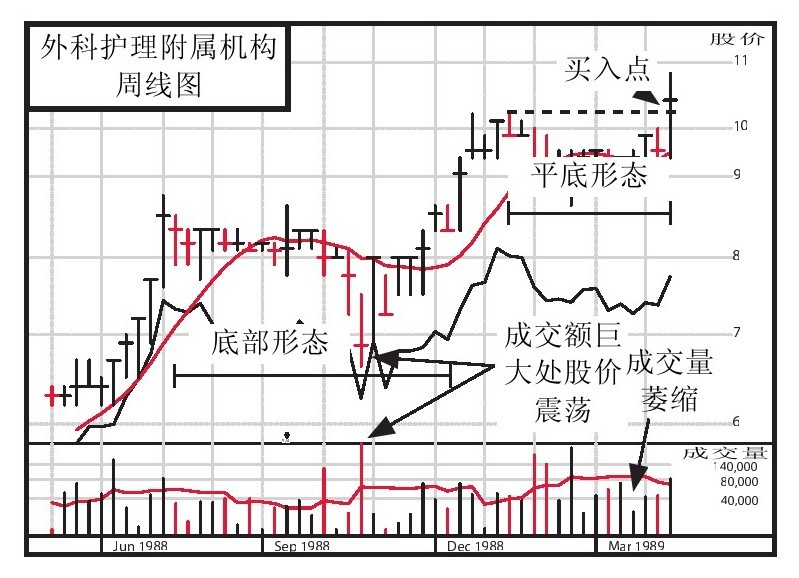 外科护理附属机构
周线图
股价
11
买入点
10
9
平底形态
8
7
底部形态
成交额巨
大处股价
震荡
成交量
萎缩
6
成交量
140,000
80,000
40,000
Jun 1988
Sep 1988
Dec 1988
Mar 1989